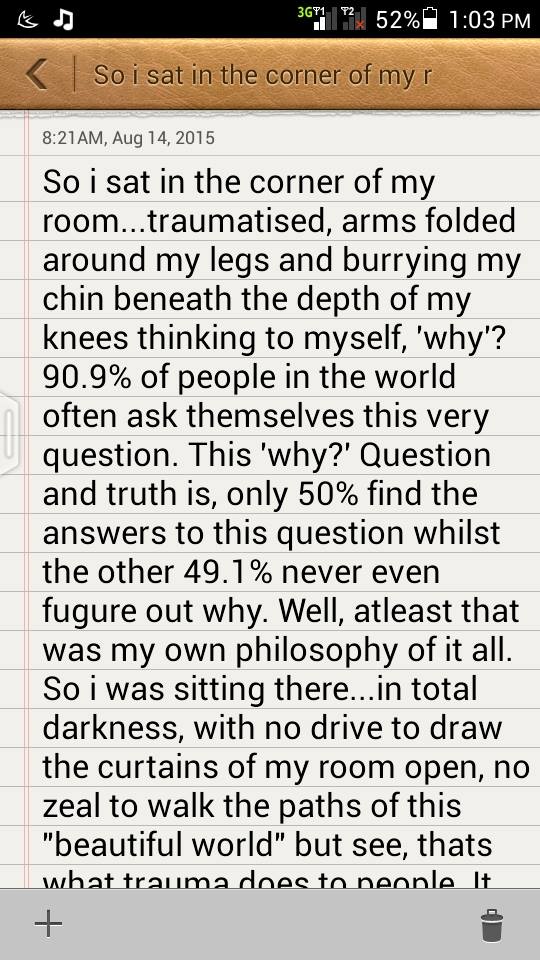 3G T1 T2 52% 1:03 PM
So i sat in the corner of my r
8:21AM, Aug 14, 2015
So i sat in the corner of my
room...traumatised, arms folded
around my legs and burrying my
chin beneath the depth of my
knees thinking to myself, 'why'?
90.9% of people in the world
often ask themselves this very
question. This 'why?' Question
and truth is, only 50% find the
answers to this question whilst
the other 49.1% never even
fugure out why. Well, atleast that
was my own philosophy of it all.
So i was sitting there...in total
darkness, with no drive to draw
the curtains of my room open, no
zeal to walk the paths of this
"beautiful world" but see, thats
what trauma does to people. It